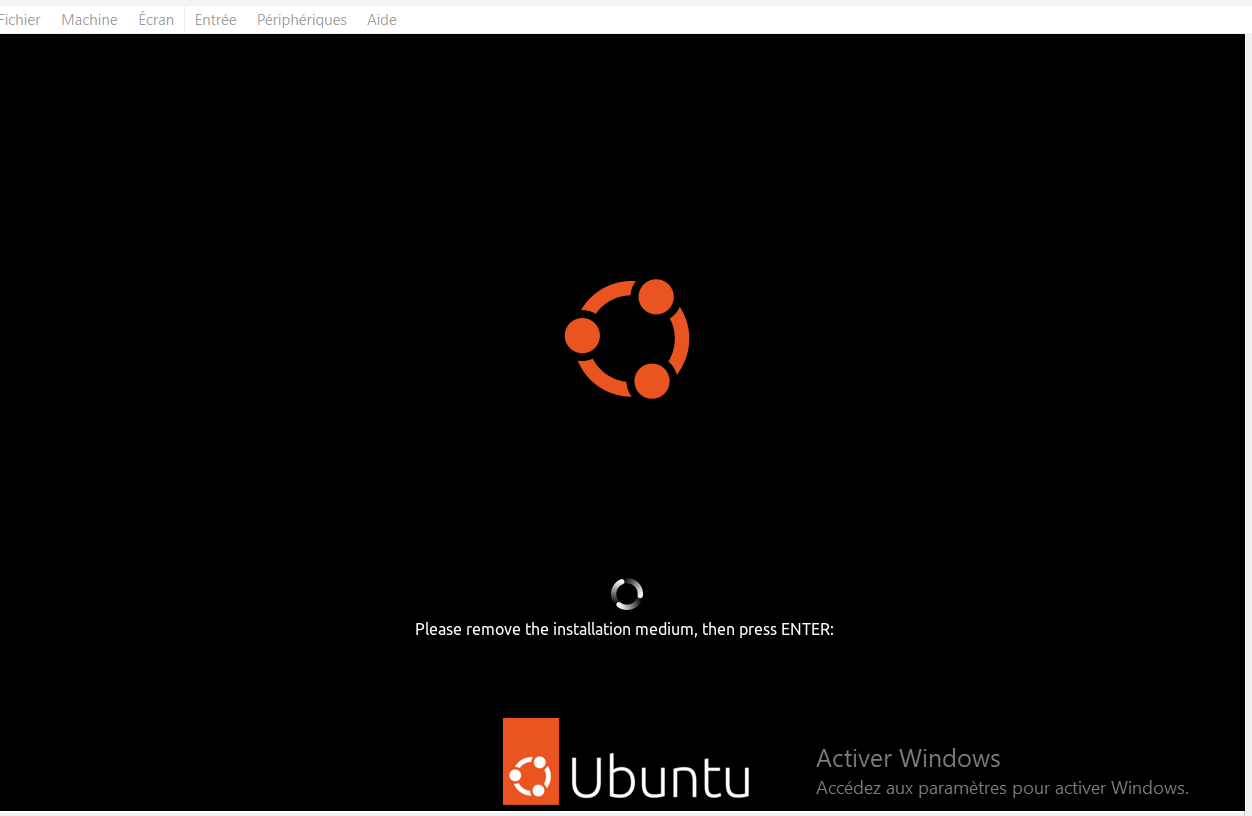 Fichier Machine Écran Entrée Périphériques Aide
Please remove the installation medium, then press ENTER:
Ubuntu
Activer Windows
Accédez aux paramètres pour activer Windows.